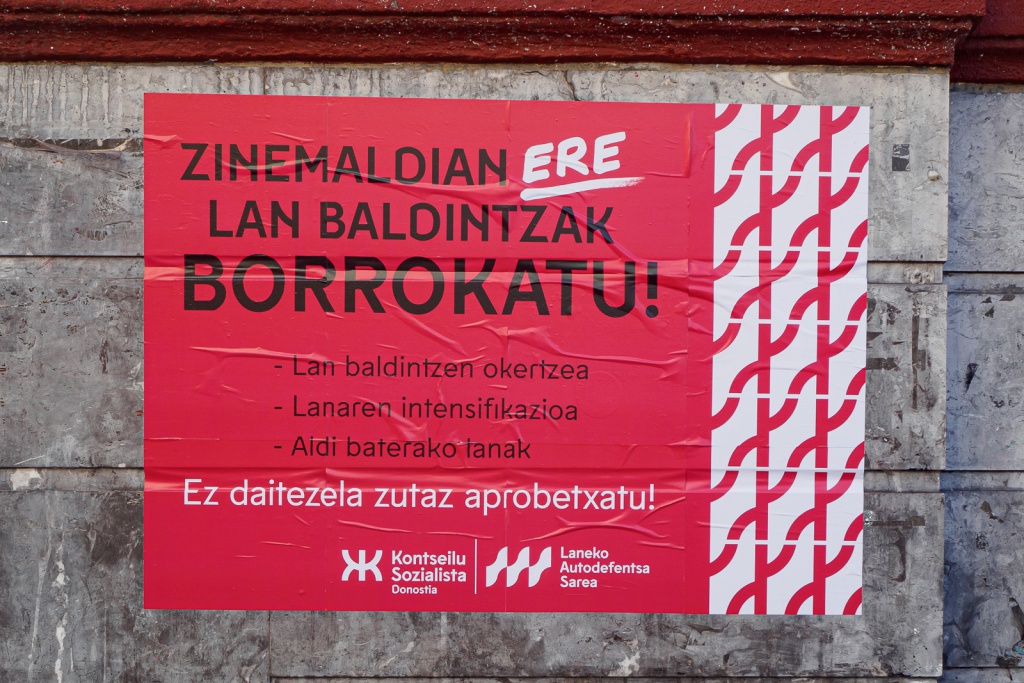 ZINEMALDIAN ERE
LAN BALDINTZAK
BORROKATU!
- Lan baldintzen okertzea
- Lanaren intensifikazioa
- Aldi baterako lanak
Ez daitezela zutaz aprobetxatu!
Kontseilu
Sozialista
Donostia
Laneko
Autodefentsa
Sarea